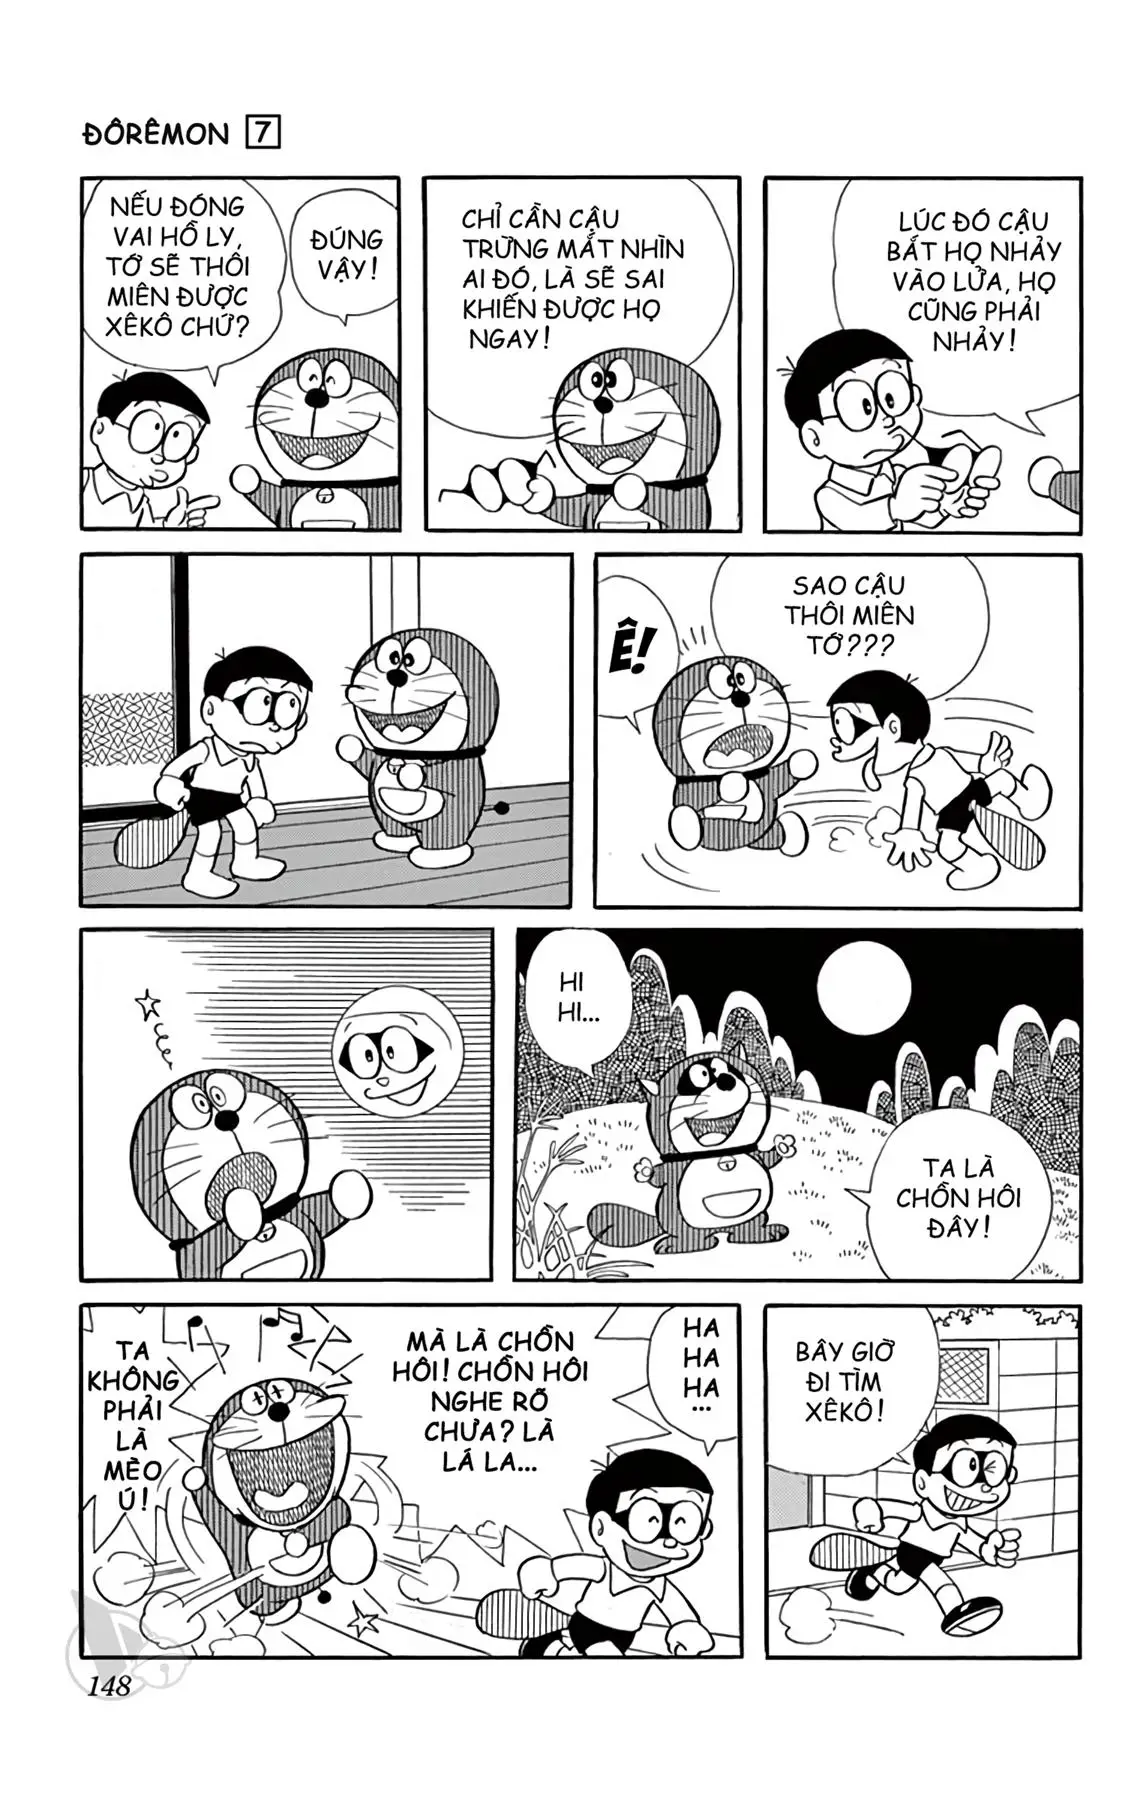 ĐÔRÊMON 7
NẾU ĐÓNG
VAI HỒ LY,
TỚ SẼ THÔI
MIÊN ĐƯỢC
XÊKÔ CHỨ?
ĐÚNG
VẬY!
CHỈ CẦN CẬU
TRỪNG MẮT NHÌN
AI ĐÓ, LÀ SẼ SAI
KHIẾN ĐƯỢC HỌ
NGAY!
LÚC ĐÓ CẬU
BẮT HỌ NHẢY
VÀO LỬA, HỌ
CŨNG PHẢI
NHẢY!
Ê!
SAO CẬU
THÔI MIÊN
TỚ???
HI
HI...
TA LÀ
CHỒN HÔI
ĐÂY!
TA
KHÔNG
PHẢI
LÀ
MÈO
Ú!
MÀ LÀ CHỒN
HÔI! CHỒN HÔI
NGHE RÕ
CHƯA? LÀ
LÁ LA...
HA
HA
HA
...
BÂY GIỜ
ĐI TÌM
XÊKÔ!
148